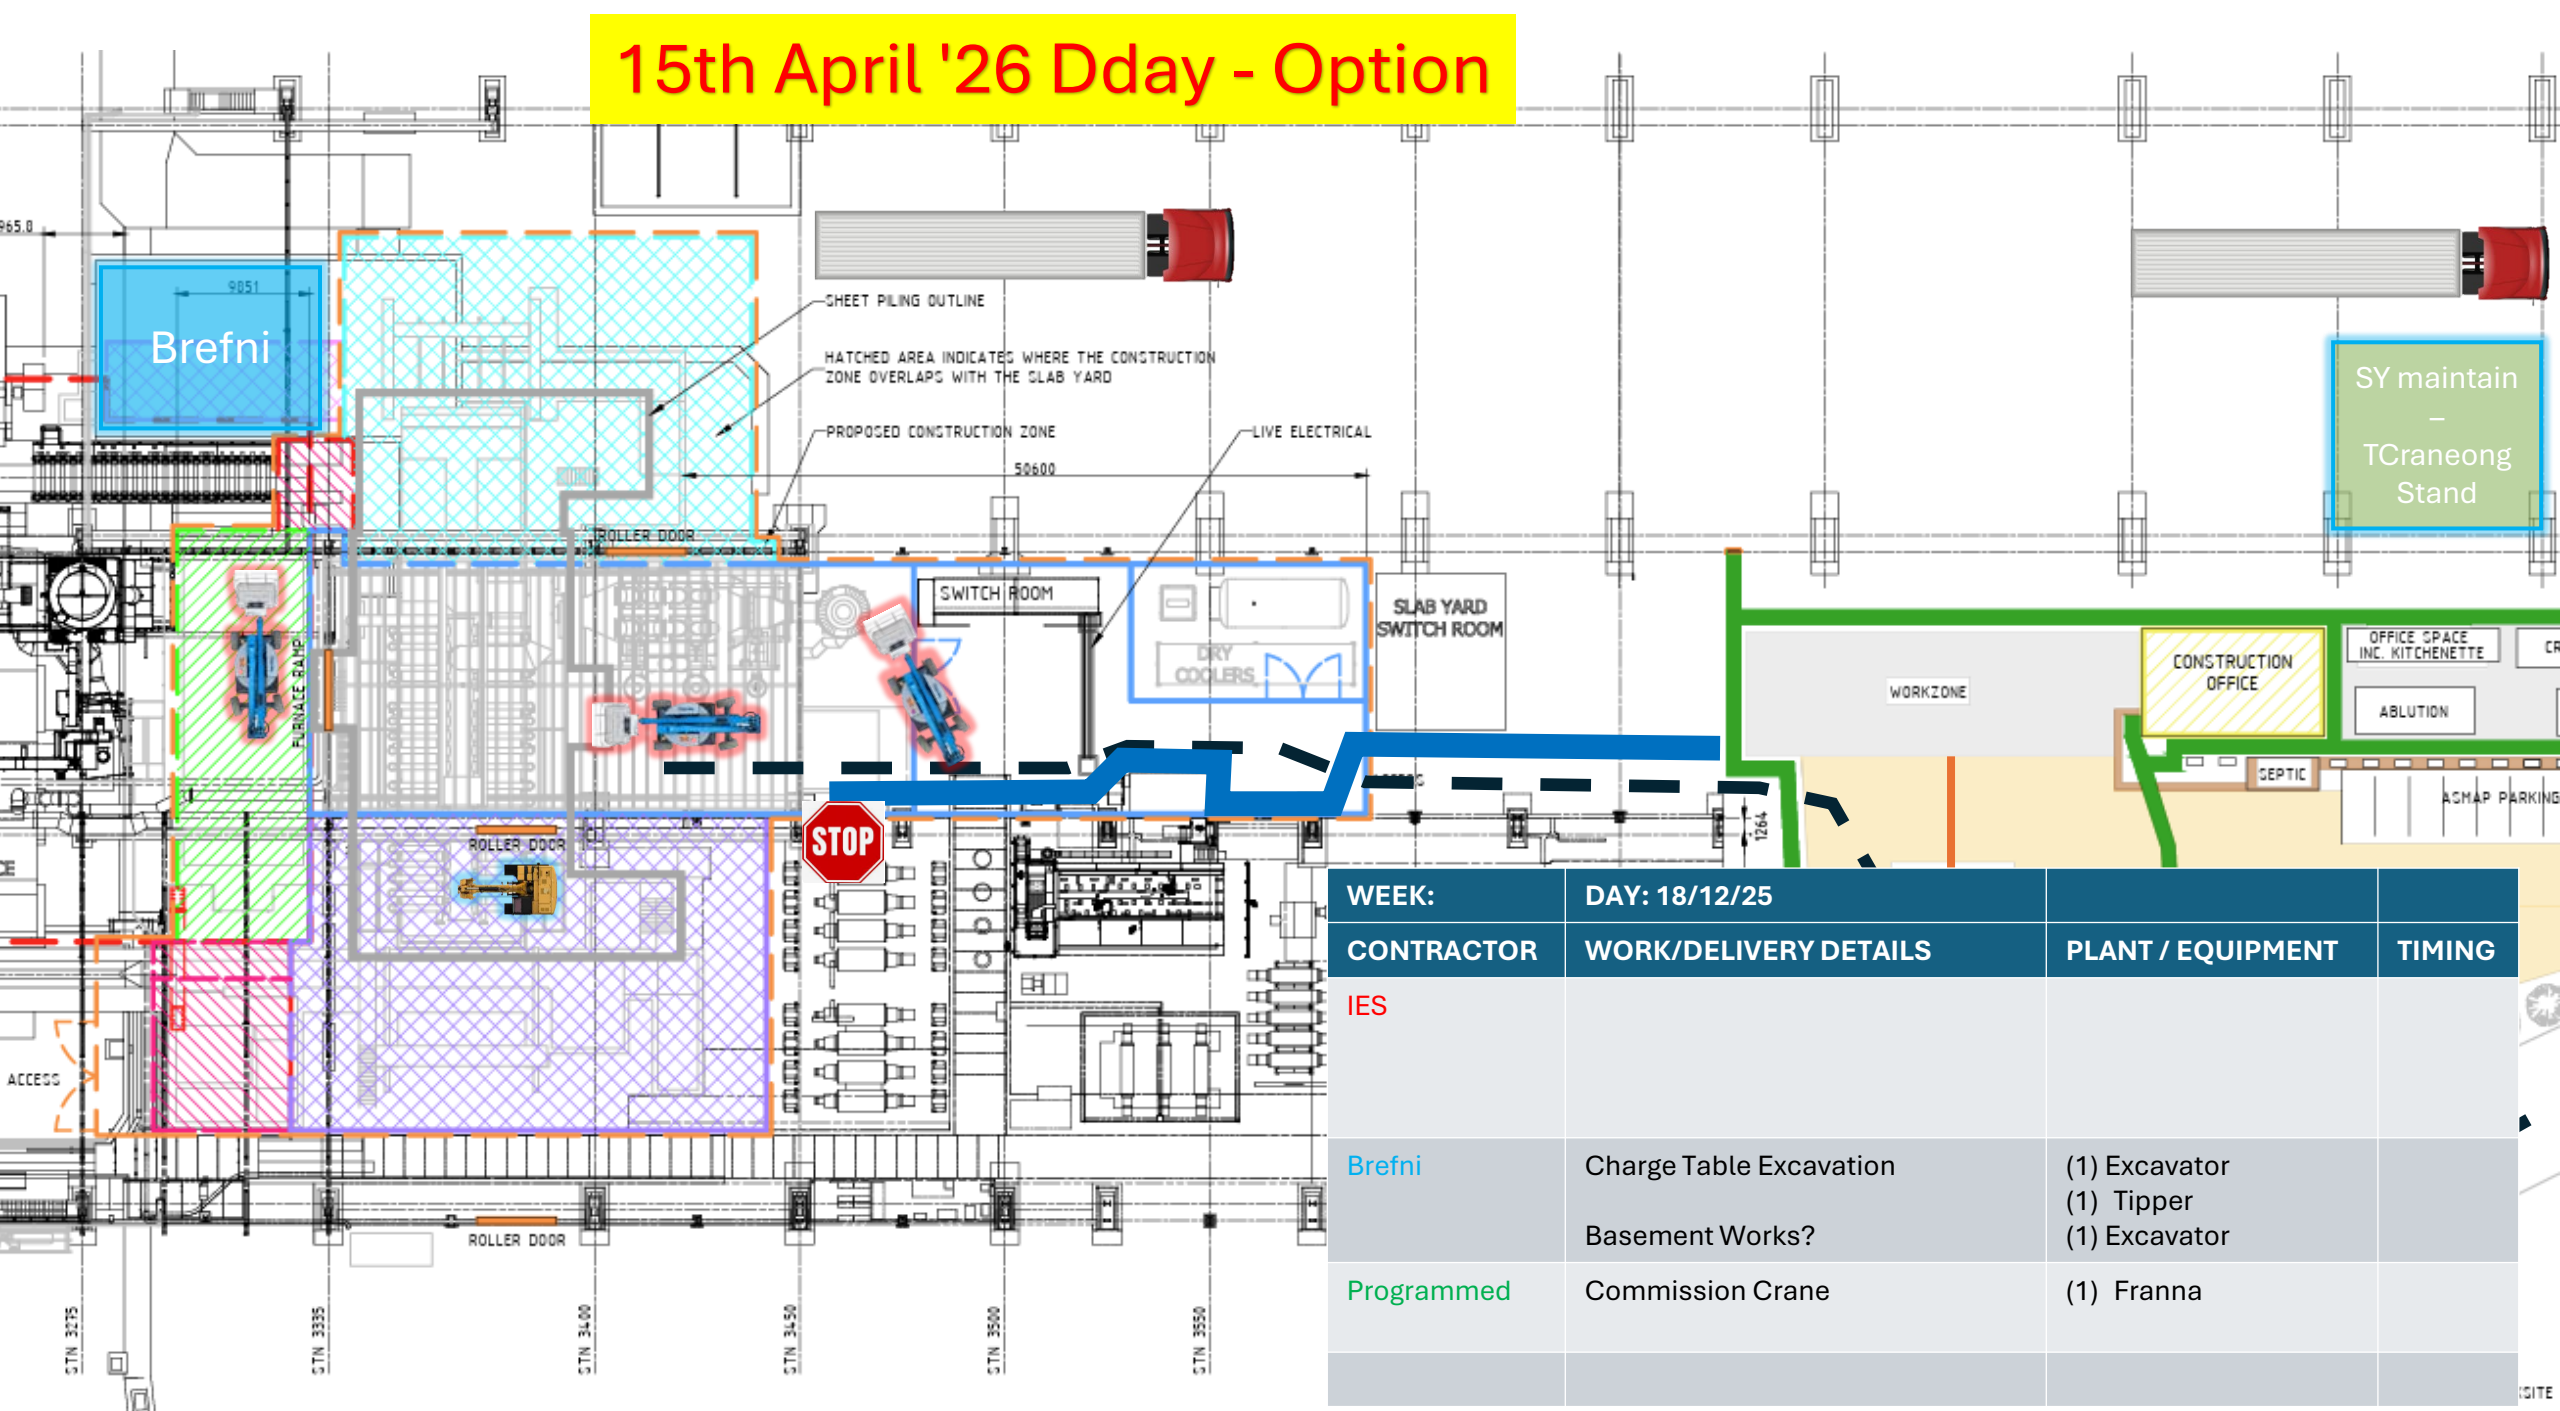 15th April '26 Dday - Option
965.0
9851
Brefni
SHEET PILING OUTLINE
HATCHED AREA INDICATES WHERE THE CONSTRUCTION
ZONE OVERLAPS WITH THE SLAB YARD
PROPOSED CONSTRUCTION ZONE
LIVE ELECTRICAL
50600
SY maintain
–
TCraneong
Stand
ROLLER DOOR
SWITCH ROOM
SLAB YARD
SWITCH ROOM
DRY
COOLERS
FURNACE RAMP
WORKZONE
CONSTRUCTION
OFFICE
OFFICE SPACE
INC. KITCHENETTE
CR
ABLUTION
SEPTIC
ASMAP PARKING
1264
STOP
ROLLER DOOR
ACCESS
ROLLER DOOR
STN 3275
STN 3335
STN 3400
STN 3450
STN 3500
STN 3550
WEEK:
DAY: 18/12/25
CONTRACTOR
WORK/DELIVERY DETAILS
PLANT / EQUIPMENT
TIMING
IES
Brefni
Charge Table Excavation
(1) Excavator
(1) Tipper
Basement Works?
(1) Excavator
Programmed
Commission Crane
(1) Franna